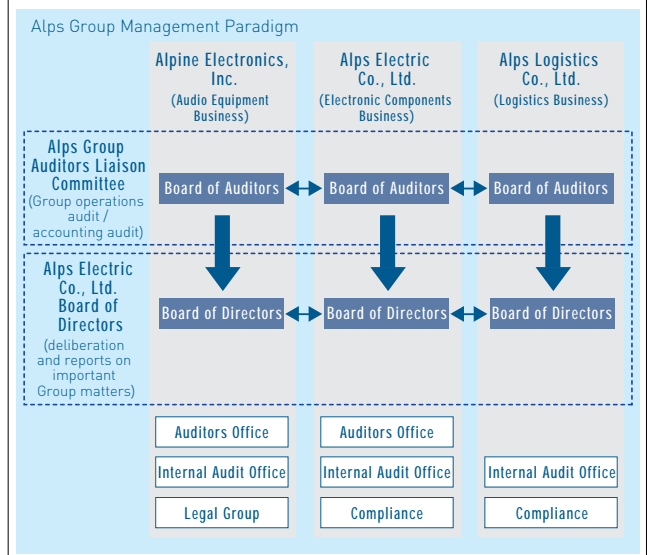 Alps Group Management Paradigm
Alpine Electronics,
Inc.
(Audio Equipment
Business)
Alps Electric
Co., Ltd.
(Electronic Components
Business)
Alps Logistics
Co., Ltd.
(Logistics Business)
Alps Group
Auditors Liaison
Committee
(Group operations
audit /
accounting audit)
Board of Auditors
Board of Auditors
Board of Auditors
Alps Electric
Co., Ltd.
Board of
Directors
(deliberation
and reports on
important
Group matters)
Board of Directors
Board of Directors
Board of Directors
Auditors Office
Auditors Office
Internal Audit Office
Internal Audit Office
Internal Audit Office
Legal Group
Compliance
Compliance